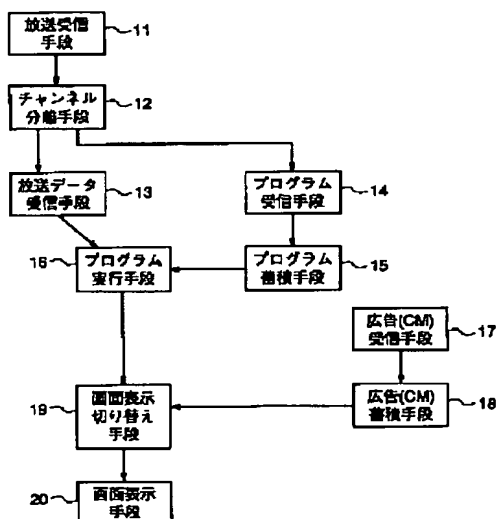 放送受信
手段
11
チャンネル
分離手段
12
放送データ
受信手段
13
プログラム
受信手段
14
プログラム
蓄積手段
15
16
プログラム
実行手段
広告(CM)
受信手段
17
広告(CM)
蓄積手段
18
19
画面表示
切り替え
手段
20
画面表示
手段